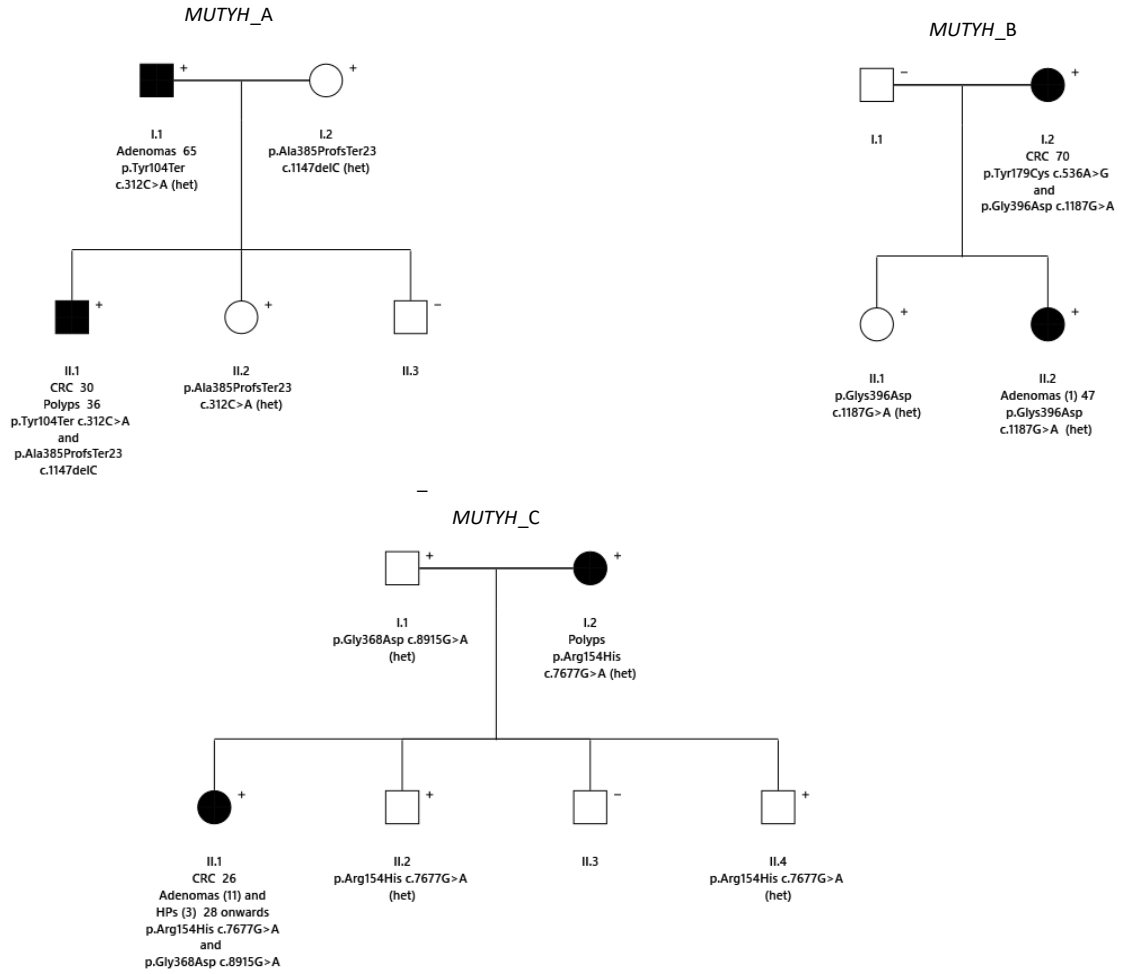 MUTYH_A
+
+
I.1
Adenomas 65
p.Tyr104Ter
c.312C>A (het)
I.2
p.Ala385ProfsTer23
c.1147delC (het)
+
+
–
II.1
CRC 30
Polyps 36
p.Tyr104Ter c.312C>A
and
p.Ala385ProfsTer23
c.1147delC
II.2
p.Ala385ProfsTer23
c.312C>A (het)
II.3
MUTYH_B
–
+
I.1
I.2
CRC 70
p.Tyr179Cys c.536A>G
and
p.Gly396Asp c.1187G>A
+
+
II.1
p.Glys396Asp
c.1187G>A (het)
II.2
Adenomas (1) 47
p.Glys396Asp
c.1187G>A (het)
–
MUTYH_C
+
+
I.1
p.Gly368Asp c.8915G>A
(het)
I.2
Polyps
p.Arg154His
c.7677G>A (het)
+
+
–
+
II.1
CRC 26
Adenomas (11) and
HPs (3) 28 onwards
p.Arg154His c.7677G>A
and
p.Gly368Asp c.8915G>A
II.2
p.Arg154His c.7677G>A
(het)
II.3
II.4
p.Arg154His c.7677G>A
(het)